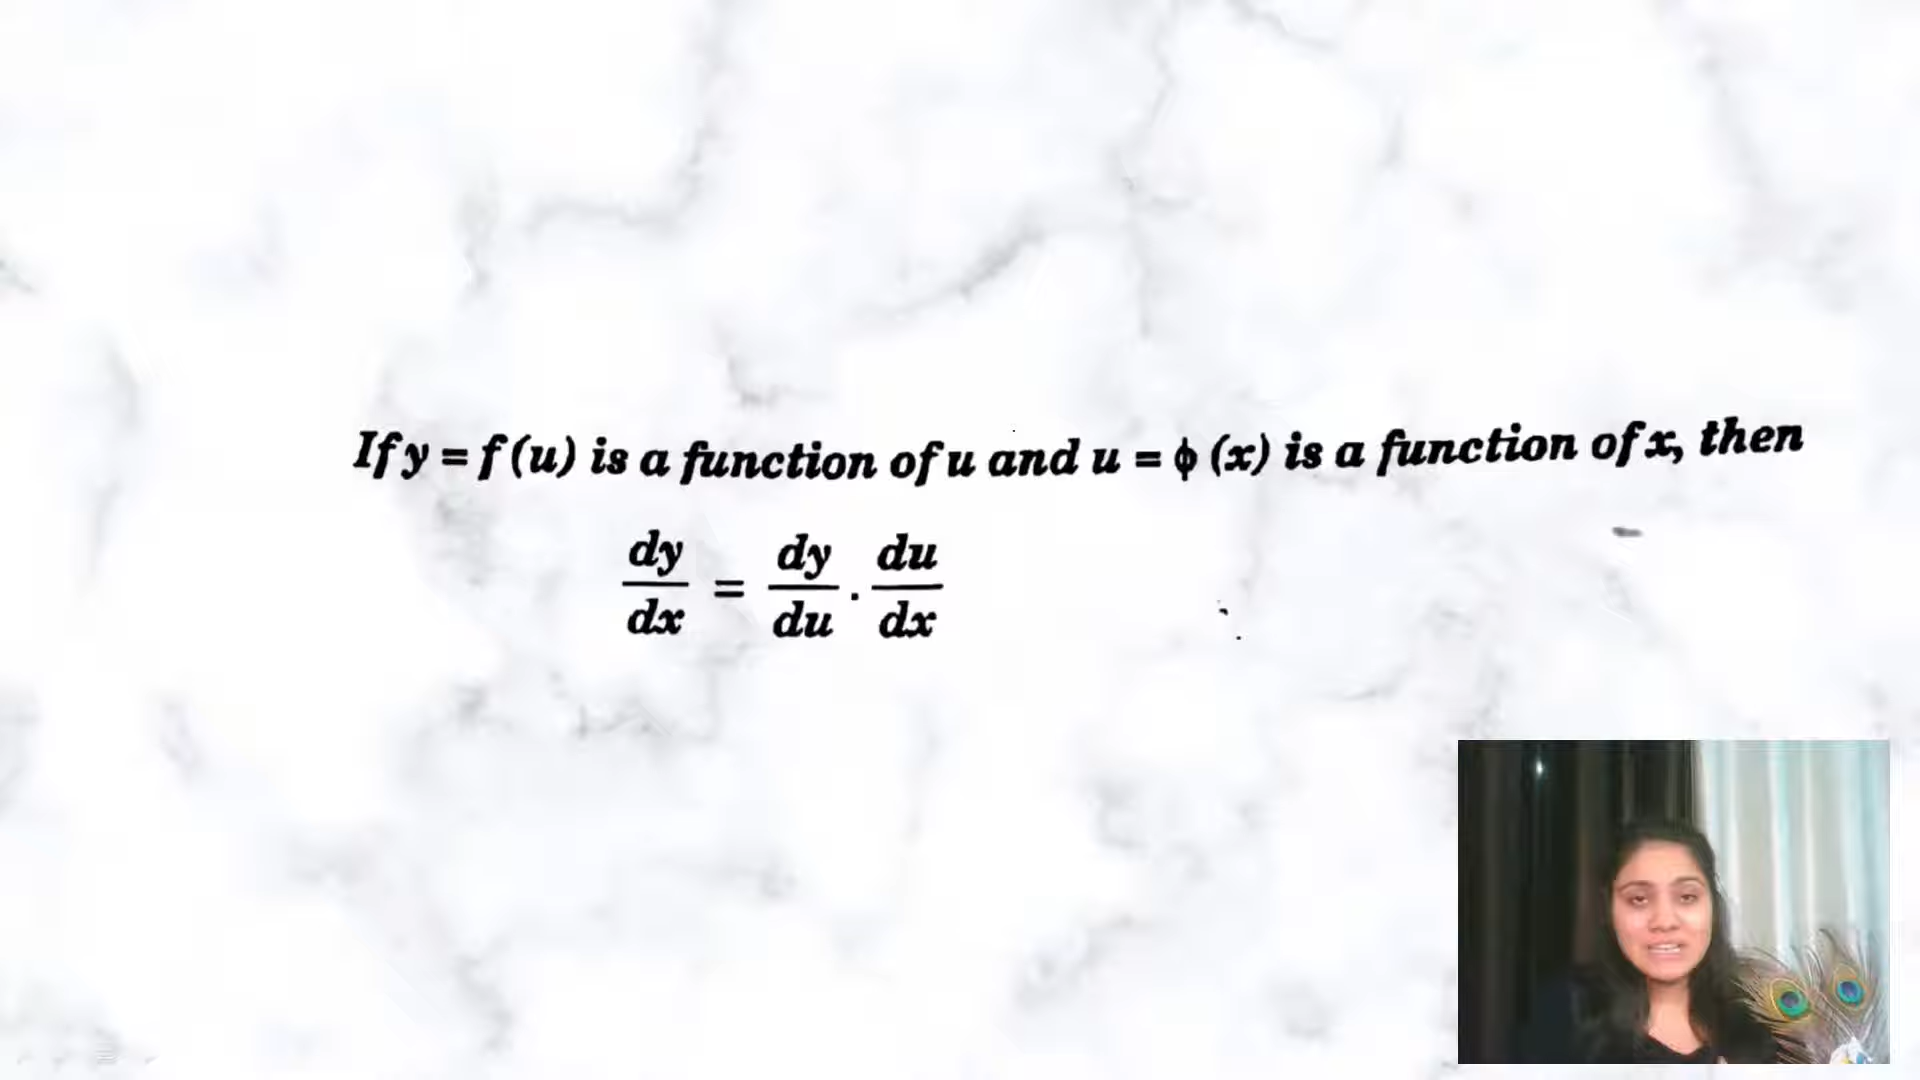 If y = f (u) is a function of u and u = ϕ (x) is a function of x, then
dy/dx = dy/du . du/dx